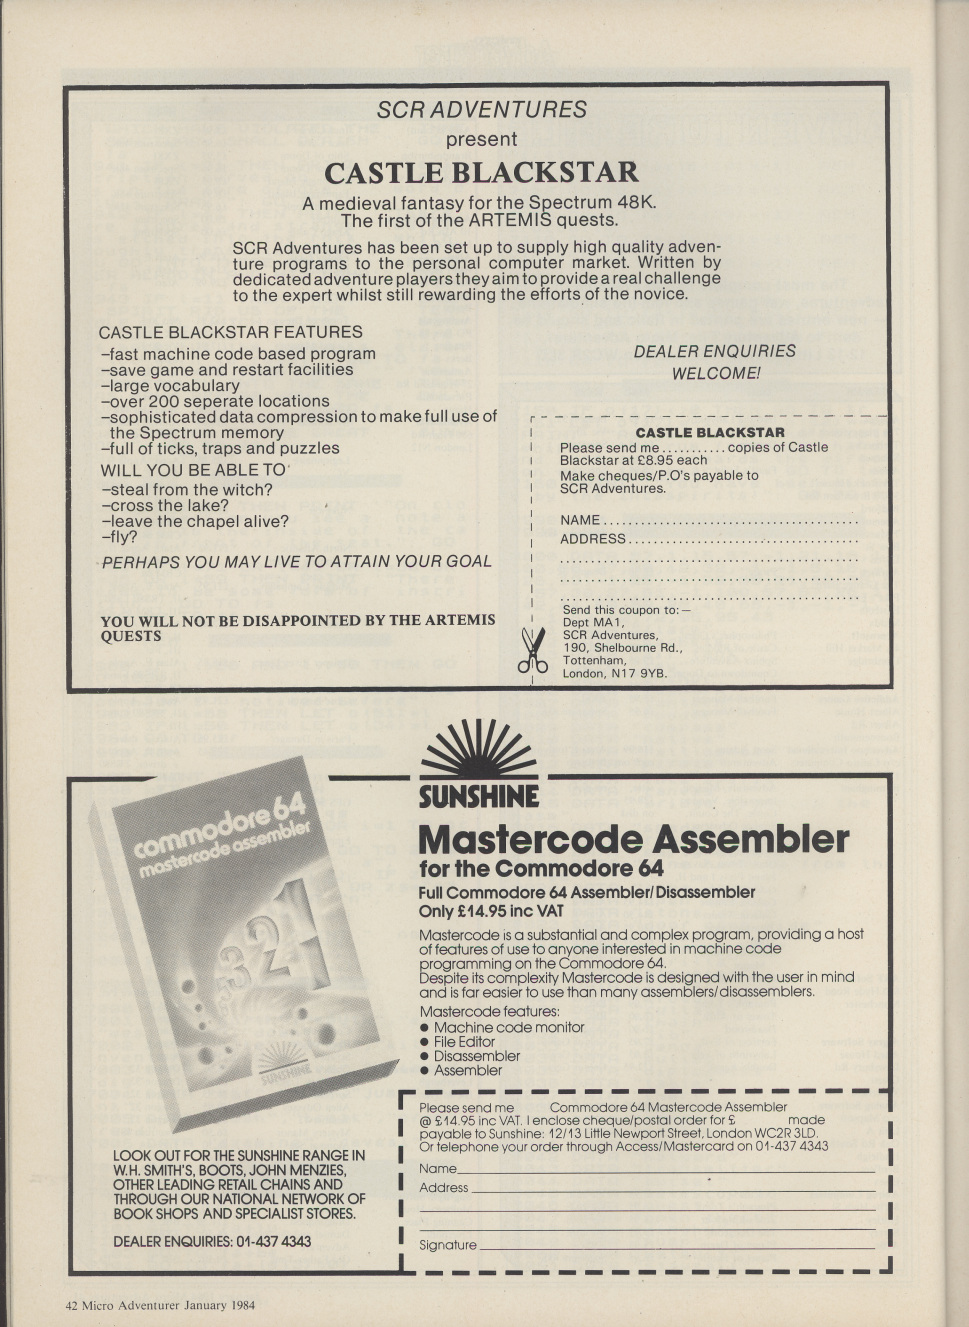 SCR ADVENTURES
present
CASTLE BLACKSTAR
A medieval fantasy for the Spectrum 48K.
The first of the ARTEMIS quests.
SCR Adventures has been set up to supply high quality adven-
ture programs to the personal computer market. Written by
dedicated adventure players they aim to provide a real challenge
to the expert whilst still rewarding the efforts of the novice.
CASTLE BLACKSTAR FEATURES
–fast machine code based program
–save game and restart facilities
–large vocabulary
–over 200 seperate locations
–sophisticated data compression to make full use of
the Spectrum memory
–full of ticks, traps and puzzles
WILL YOU BE ABLE TO
–steal from the witch?
–cross the lake?
–leave the chapel alive?
–fly?
PERHAPS YOU MAY LIVE TO ATTAIN YOUR GOAL
YOU WILL NOT BE DISAPPOINTED BY THE ARTEMIS
QUESTS
DEALER ENQUIRIES
WELCOME!
CASTLE BLACKSTAR
Please send me .......... copies of Castle
Blackstar at £8.95 each
Make cheques/P.O's payable to
SCR Adventures.
NAME ........................................
ADDRESS ....................................
Send this coupon to:—
Dept MA1,
SCR Adventures,
190, Shelbourne Rd.,
Tottenham,
London, N17 9YB.
commodore 64
mastercode assembler
321
SUNSHINE
SUNSHINE
Mastercode Assembler
for the Commodore 64
Full Commodore 64 Assembler/Disassembler
Only £14.95 inc VAT
Mastercode is a substantial and complex program, providing a host
of features of use to anyone interested in machine code
programming on the Commodore 64.
Despite its complexity Mastercode is designed with the user in mind
and is far easier to use than many assemblers/disassemblers.
Mastercode features:
● Machine code monitor
● File Editor
● Disassembler
● Assembler
LOOK OUT FOR THE SUNSHINE RANGE IN
W.H. SMITH'S, BOOTS, JOHN MENZIES,
OTHER LEADING RETAIL CHAINS AND
THROUGH OUR NATIONAL NETWORK OF
BOOK SHOPS AND SPECIALIST STORES.
DEALER ENQUIRIES: 01-437 4343
Please send me Commodore 64 Mastercode Assembler
@ £14.95 inc VAT. I enclose cheque/postal order for £ made
payable to Sunshine: 12/13 Little Newport Street, London WC2R 3LD.
Or telephone your order through Access/Mastercard on 01-437 4343
Name
Address
Signature
42 Micro Adventurer January 1984